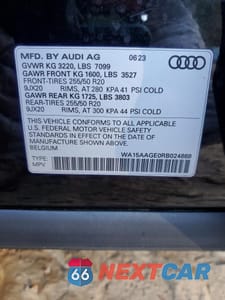 MFD. BY AUDI AG 06/23
GVWR KG 3220, LBS 7099
GAWR FRONT KG 1600, LBS 3527
FRONT-TIRES 255/50 R20
9JX20 RIMS, AT 280 KPA 41 PSI COLD
GAWR REAR KG 1725, LBS 3803
REAR-TIRES 255/50 R20
9JX20 RIMS, AT 300 KPA 44 PSI COLD
THIS VEHICLE CONFORMS TO ALL APPLICABLE
U.S. FEDERAL MOTOR VEHICLE SAFETY
STANDARDS IN EFFECT ON THE DATE OF
MANUFACTURE SHOWN ABOVE.
BELGIUM
TYPE:
MPV WA15AAGE0RB024868
66 NEXTCAR